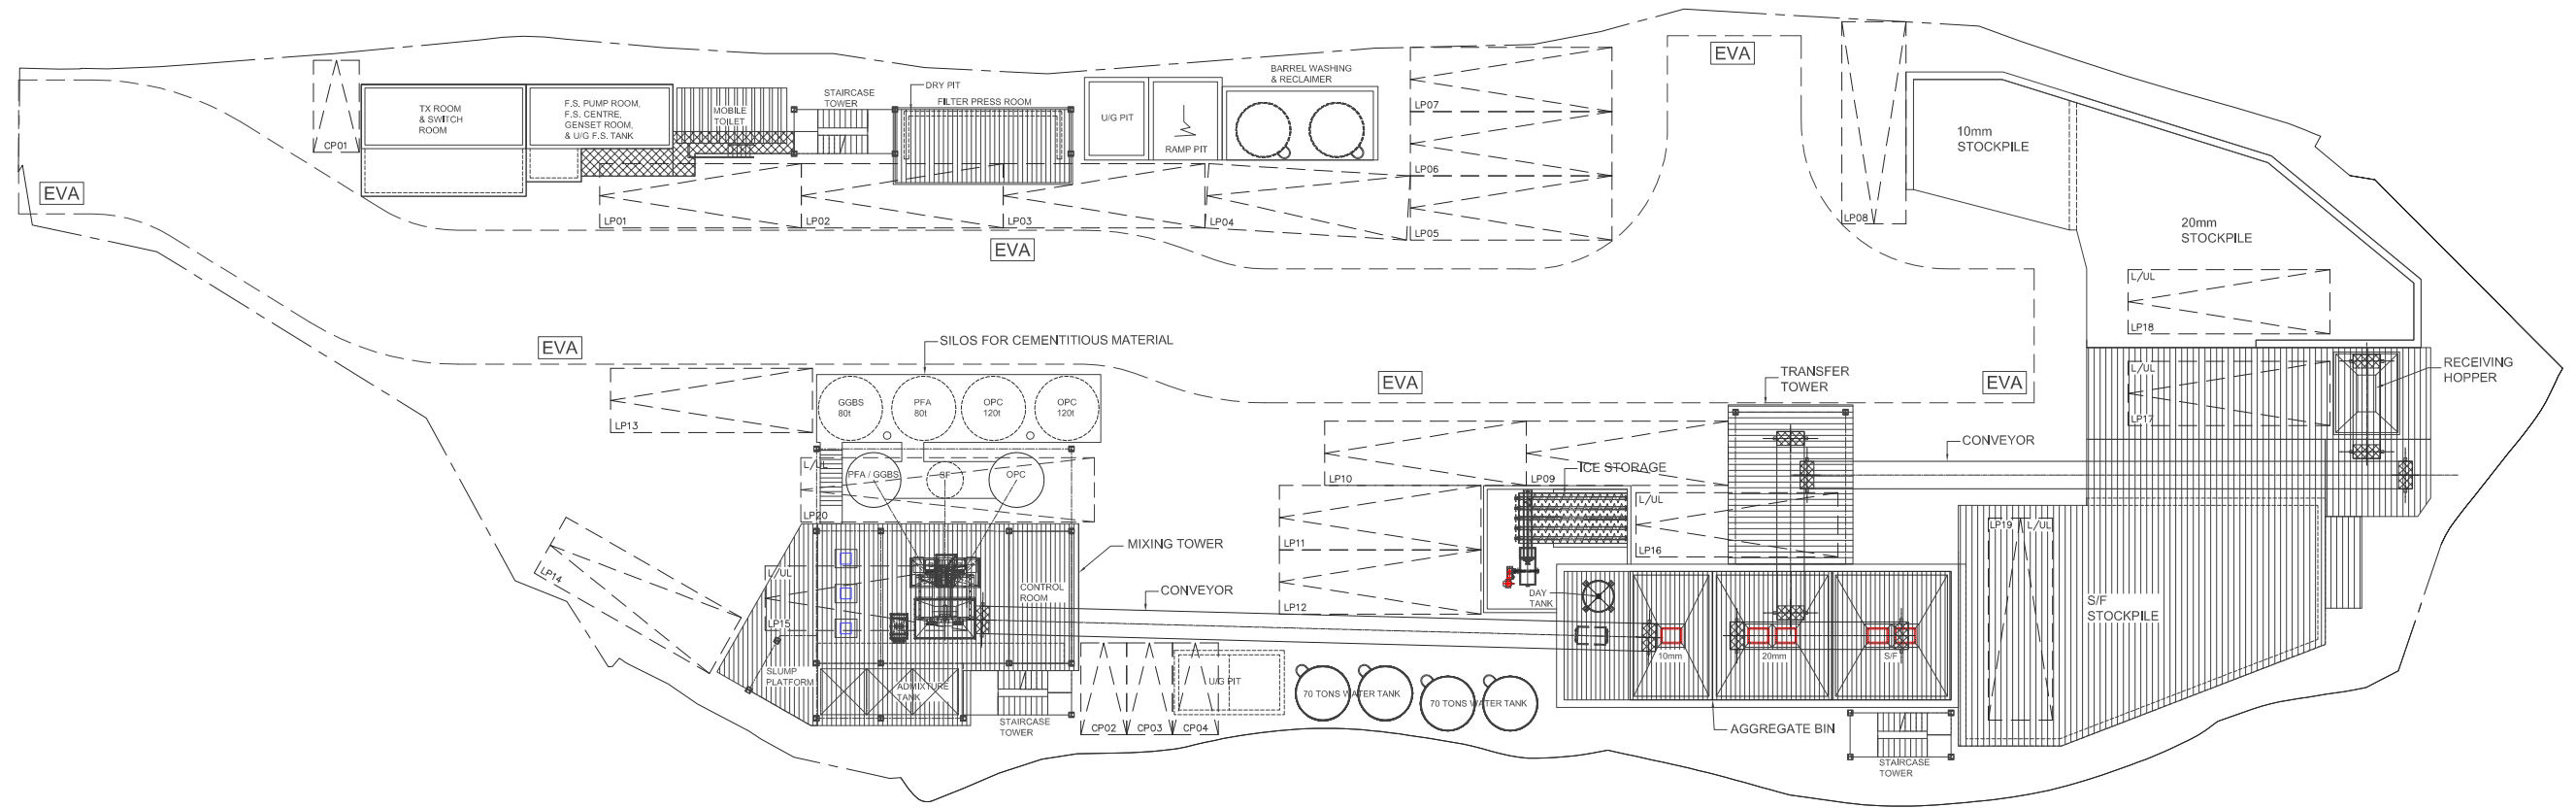 EVA
BARREL WASHING
& RECLAIMER
DRY PIT
STAIRCASE
TOWER
FILTER PRESS ROOM
TX ROOM
& SWITCH
ROOM
F.S. PUMP ROOM,
F.S. CENTRE,
GENSET ROOM,
& U/G F.S. TANK
MOBILE
TOILET
U/G PIT
RAMP PIT
CP01
LP07
LP06
LP05
LP01
LP02
LP03
LP04
LP08
10mm
STOCKPILE
20mm
STOCKPILE
EVA
EVA
L/UL
LP18
EVA
SILOS FOR CEMENTITIOUS MATERIAL
TRANSFER
TOWER
EVA
EVA
L/UL
LP17
RECEIVING
HOPPER
GGBS
80t
PFA
80t
OPC
120t
OPC
120t
LP13
CONVEYOR
LP10
LP09
ICE STORAGE
L/UL
PFA / GGBS
SF
OPC
LP20
L/UL
LP16
LP19
L/UL
MIXING TOWER
LP11
LP14
L/UL
LP15
CONTROL
ROOM
CONVEYOR
LP12
DAY
TANK
S/F
STOCKPILE
SLUMP
PLATFORM
ADMIXTURE
TANK
10mm
20mm
S/F
U/G PIT
70 TONS WATER TANK
70 TONS WATER TANK
STAIRCASE
TOWER
CP02
CP03
CP04
AGGREGATE BIN
STAIRCASE
TOWER